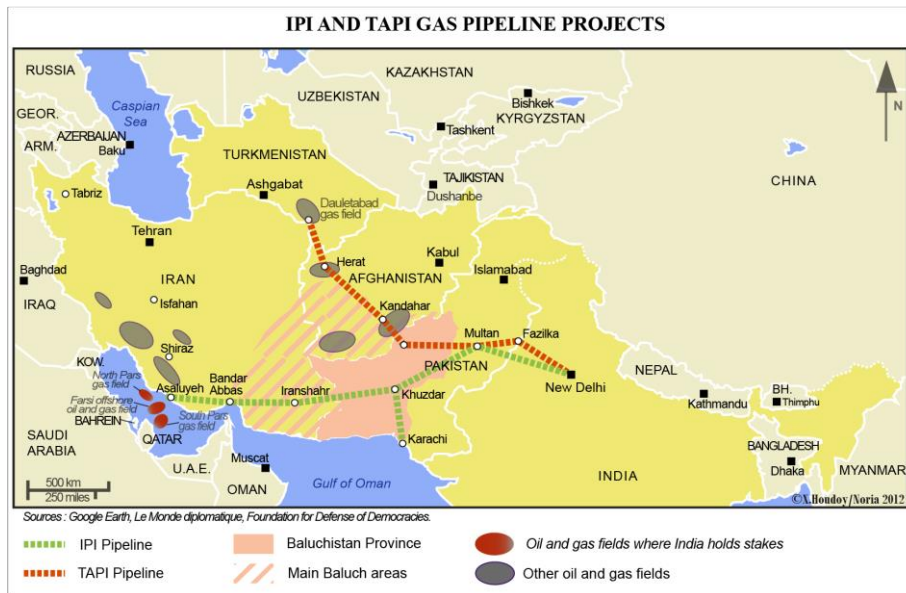 IPI AND TAPI GAS PIPELINE PROJECTS
RUSSIA
KAZAKHSTAN
UZBEKISTAN
Bishkek
KYRGYZSTAN
N
Caspian
Sea
GEOR.
AZERBAIJAN
ARM.
Baku
Tashkent
TURKMENISTAN
TAJIKISTAN
Dushanbe
CHINA
Tabriz
Ashgabat
Dauletabad
gas field
Tehran
Herat
Kabul
Islamabad
AFGHANISTAN
Baghdad
IRAN
IRAQ
Isfahan
Kandahar
Multan
Fazilka
Shiraz
KOW.
PAKISTAN
NEPAL
New Delhi
North Pars
gas field
Asaluyeh
Bandar
Abbas
Iranshahr
Khuzdar
Kathmandu
BH.
Thimphu
Farsi offshore
oil and gas field
BAHREIN
South Pars
gas field
QATAR
SAUDI
ARABIA
Karachi
BANGLADESH
Dhaka
U.A.E.
Muscat
OMAN
Gulf of Oman
INDIA
MYANMAR
500 km
250 miles
©X.Houdoy/Noria 2012
Sources : Google Earth, Le Monde diplomatique, Foundation for Defense of Democracies.
IPI Pipeline
Baluchistan Province
Oil and gas fields where India holds stakes
TAPI Pipeline
Main Baluch areas
Other oil and gas fields